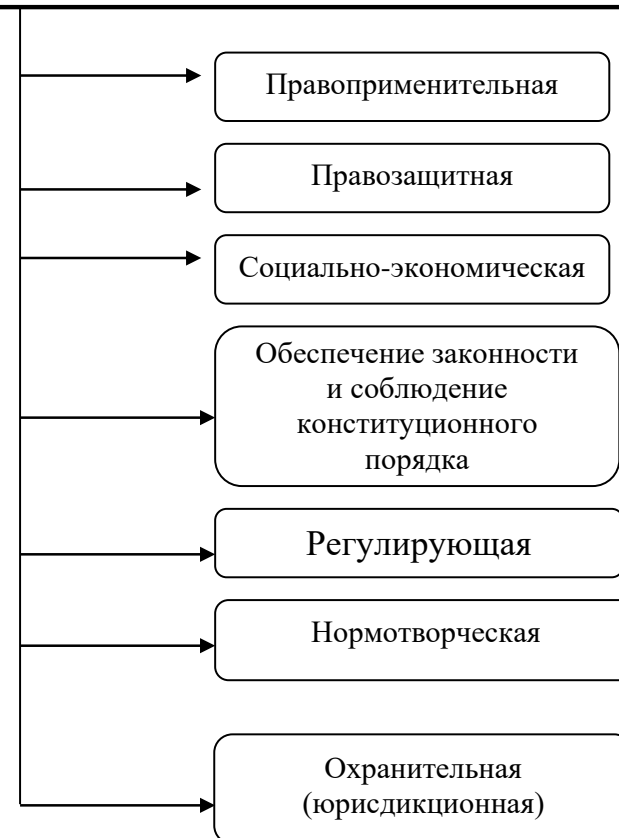 Правоприменительная
Правозащитная
Социально-экономическая
Обеспечение законности
и соблюдение
конституционного
порядка
Регулирующая
Нормотворческая
Охранительная
(юрисдикционная)